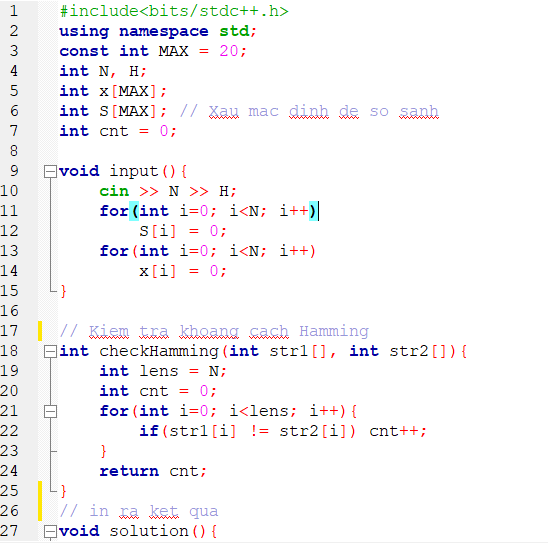 1 #include<bits/stdc++.h>
2 using namespace std;
3 const int MAX = 20;
4 int N, H;
5 int x[MAX];
6 int S[MAX]; // Xau mac dinh de so sanh
7 int cnt = 0;
8
9 void input(){
10 cin >> N >> H;
11 for(int i=0; i<N; i++)
12 S[i] = 0;
13 for(int i=0; i<N; i++)
14 x[i] = 0;
15 }
16
17 // Kiem tra khoang cach Hamming
18 int checkHamming(int str1[], int str2[]){
19 int lens = N;
20 int cnt = 0;
21 for(int i=0; i<lens; i++){
22 if(str1[i] != str2[i]) cnt++;
23 }
24 return cnt;
25 }
26 // in ra ket qua
27 void solution(){